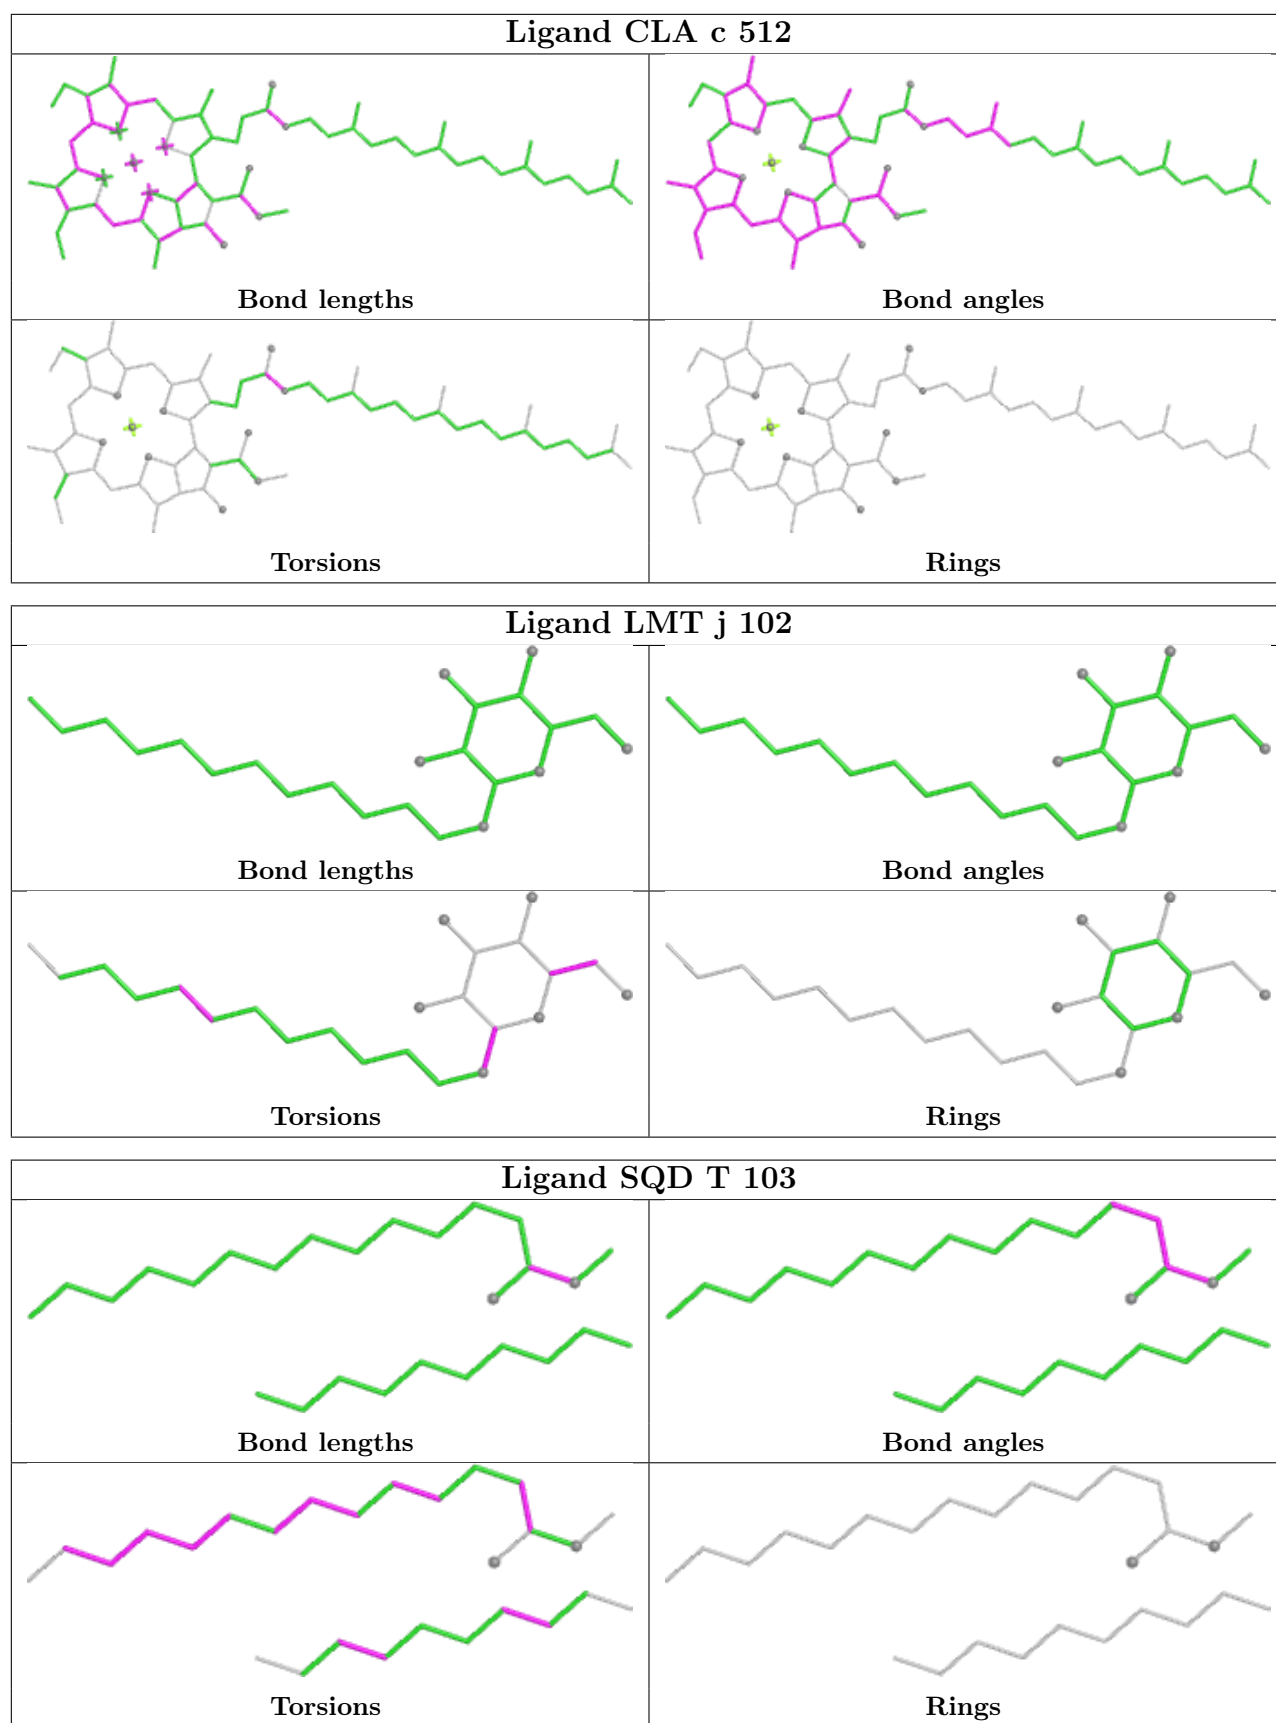 Ligand CLA c 512
Bond lengths
Bond angles
Torsions
Rings
Ligand LMT j 102
Bond lengths
Bond angles
Torsions
Rings
Ligand SQD T 103
Bond lengths
Bond angles
Torsions
Rings